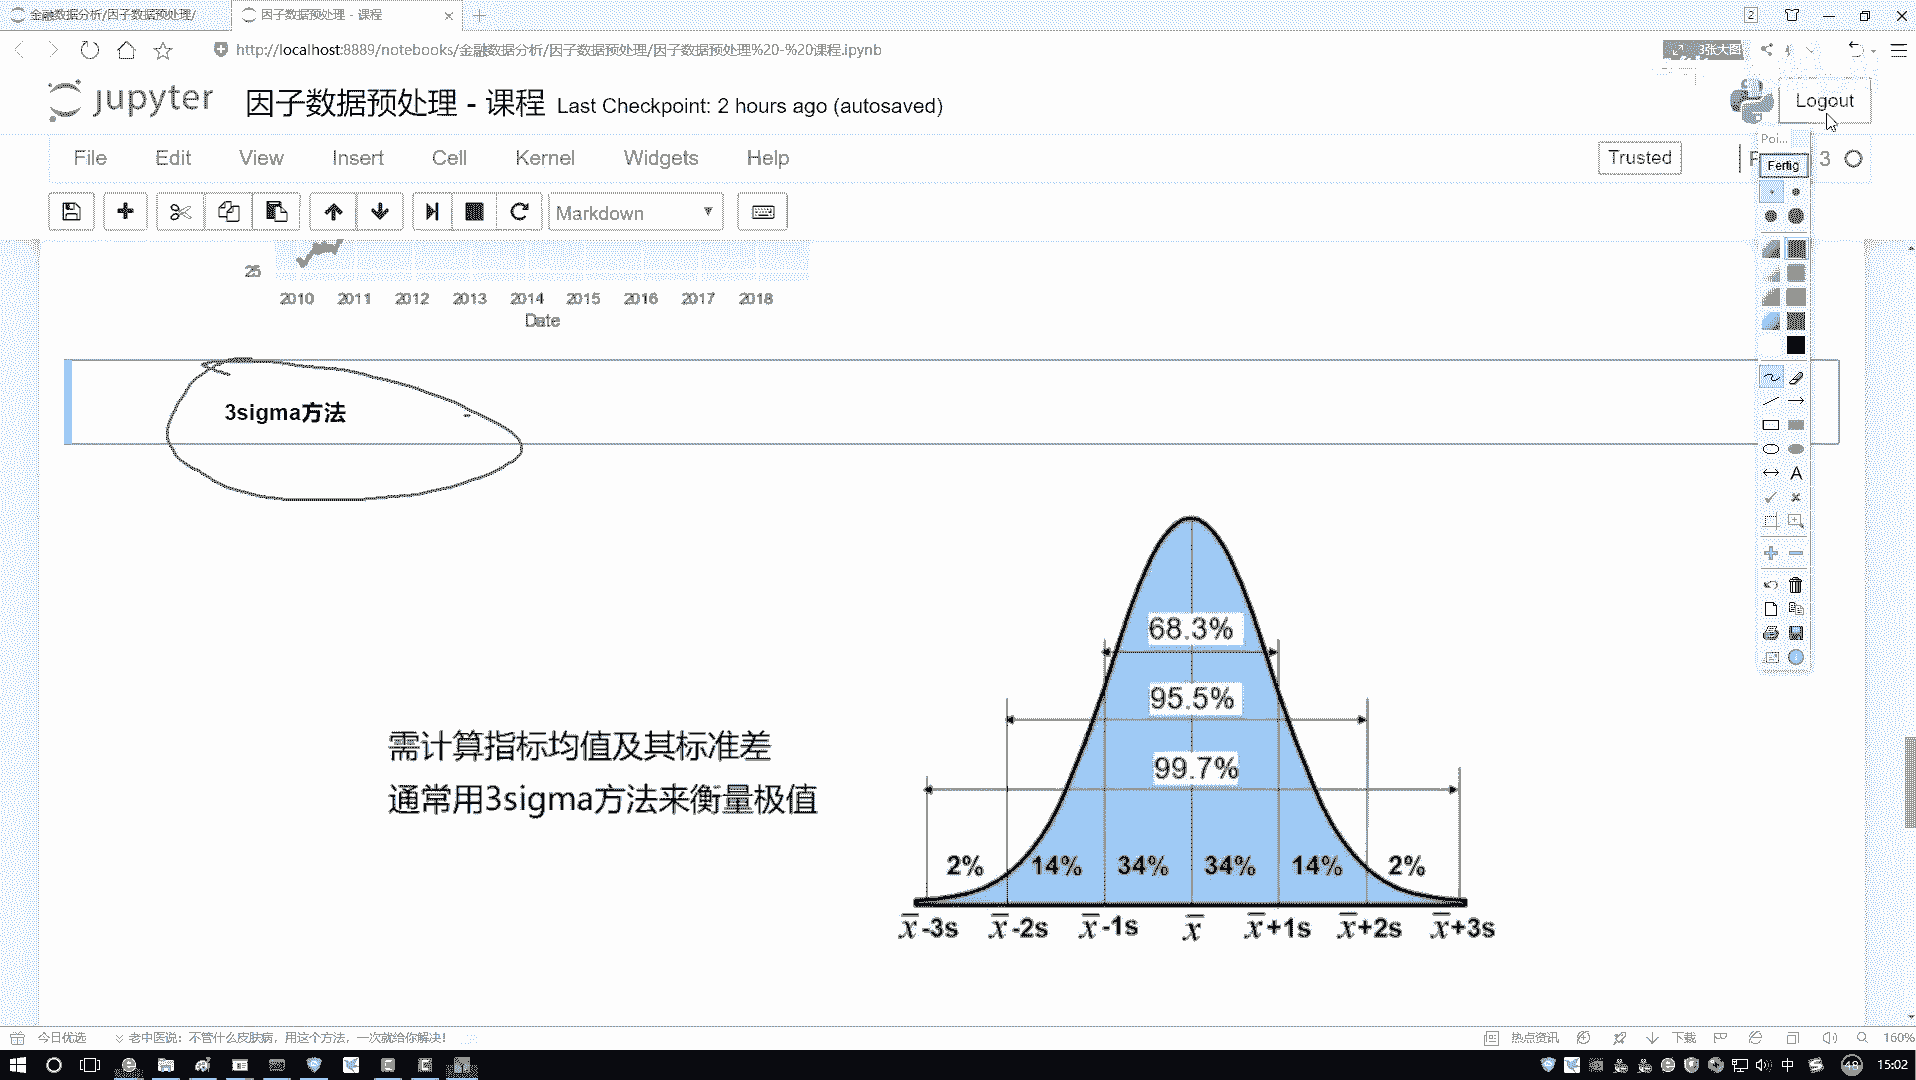 金融数据分析/因子数据预处理/
因子数据预处理 - 课程
2
http://localhost:8889/notebooks/金融数据分析/因子数据预处理/因子数据预处理%20-%20课程.ipynb
3张大图
jupyter
因子数据预处理 - 课程 Last Checkpoint: 2 hours ago (autosaved)
Logout
File Edit View Insert Cell Kernel Widgets Help
Trusted
3
Poi...
Fertig
Markdown
25
2010 2011 2012 2013 2014 2015 2016 2017 2018
Date
3sigma方法
68.3%
95.5%
99.7%
需计算指标均值及其标准差
通常用3sigma方法来衡量极值
2% 14% 34% 34% 14% 2%
x̅-3s x̅-2s x̅-1s x̅ x̅+1s x̅+2s x̅+3s
今日优选
老中医说：不管什么皮肤病，用这个方法，一次就给你解决！
热点资讯
下载
160%
中
48
15:02